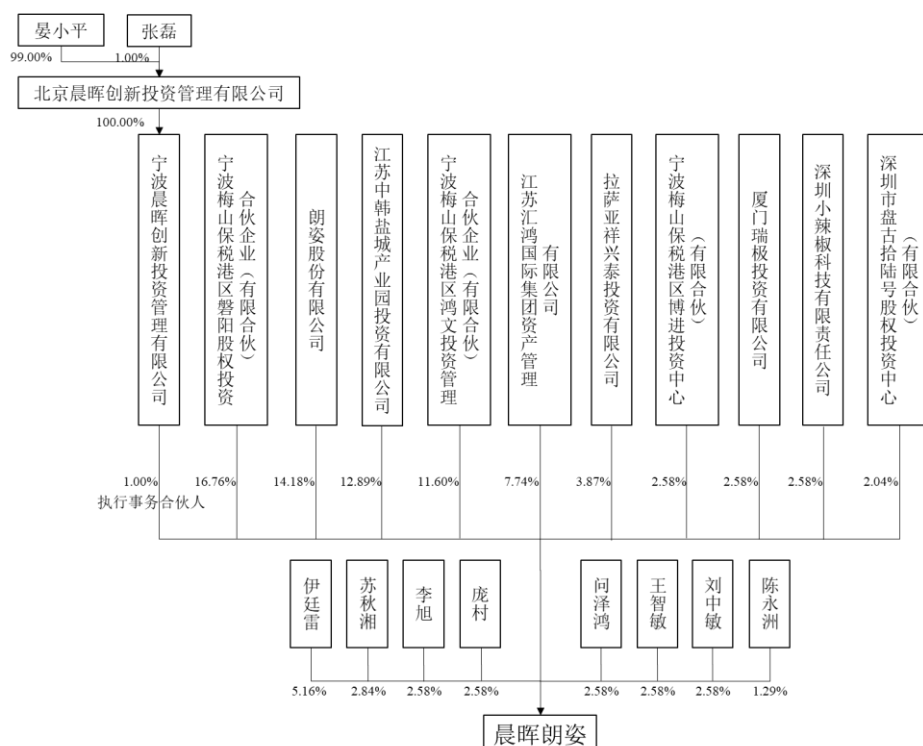 晏小平
张磊
99.00%
1.00%
北京晨晖创新投资管理有限公司
100.00%
宁波晨晖创新投资管理有限公司
宁波梅山保税港区磐阳股权投资
合伙企业（有限合伙）
朗姿股份有限公司
江苏中韩盐城产业园投资有限公司
宁波梅山保税港区鸿文投资管理
合伙企业（有限合伙）
江苏汇鸿国际集团资产管理
有限公司
拉萨亚祥兴泰投资有限公司
宁波梅山保税港区博进投资中心
（有限合伙）
厦门瑞极投资有限公司
深圳小辣椒科技有限责任公司
深圳市盘古拾陆号股权投资中心
（有限合伙）
1.00%
执行事务合伙人
16.76%
14.18%
12.89%
11.60%
7.74%
3.87%
2.58%
2.58%
2.58%
2.04%
伊廷雷
苏秋湘
李旭
庞村
问泽鸿
王智敏
刘中敏
陈永洲
5.16%
2.84%
2.58%
2.58%
2.58%
2.58%
2.58%
1.29%
晨晖朗姿